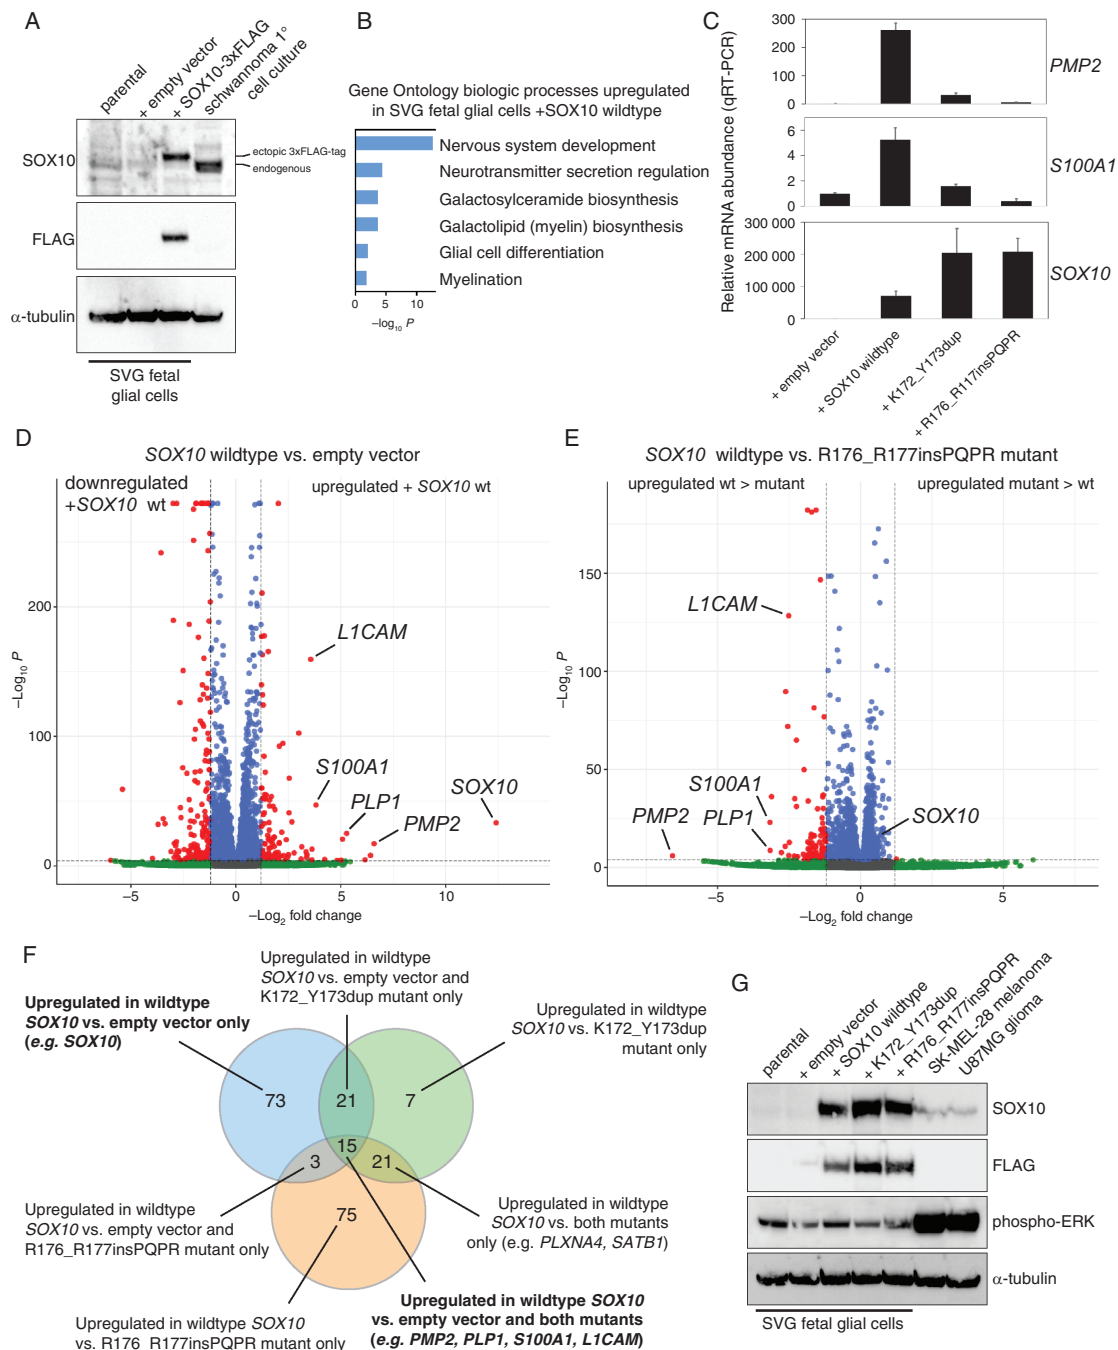 A
parental
+ empty vector
+ SOX10-3xFLAG
schwannoma 1°
cell culture
SOX10
ectopic 3xFLAG-tag
endogenous
FLAG
α-tubulin
SVG fetal
glial cells
B
Gene Ontology biologic processes upregulated
in SVG fetal glial cells +SOX10 wildtype
Nervous system development
Neurotransmitter secretion regulation
Galactosylceramide biosynthesis
Galactolipid (myelin) biosynthesis
Glial cell differentiation
Myelination
0 5 10
−log10 P
C
Relative mRNA abundance (qRT-PCR)
300
200
100
0
PMP2
6
4
2
0
S100A1
300 000
200 000
100 000
0
SOX10
+ empty vector
+ SOX10 wildtype
+ K172_Y173dup
+ R176_R117insPQPR
D
SOX10 wildtype vs. empty vector
downregulated
+SOX10 wt
upregulated + SOX10 wt
200
100
0
−Log10 P
L1CAM
S100A1
PLP1
PMP2
SOX10
−5 0 5 10
−Log2 fold change
E
SOX10 wildtype vs. R176_R177insPQPR mutant
upregulated wt > mutant
upregulated mutant > wt
150
100
50
0
−Log10 P
L1CAM
S100A1
PMP2
PLP1
SOX10
−5 0 5
−Log2 fold change
F
Upregulated in wildtype
SOX10 vs. empty vector and
K172_Y173dup mutant only
Upregulated in wildtype
SOX10 vs. empty vector only
(e.g. SOX10)
Upregulated in wildtype
SOX10 vs. K172_Y173dup
mutant only
73
21
7
15
3
21
75
Upregulated in wildtype
SOX10 vs. empty vector and
R176_R177insPQPR mutant only
Upregulated in wildtype
SOX10 vs. both mutants
only (e.g. PLXNA4, SATB1)
Upregulated in wildtype SOX10
vs. R176_R177insPQPR mutant only
Upregulated in wildtype SOX10
vs. empty vector and both mutants
(e.g. PMP2, PLP1, S100A1, L1CAM)
G
parental
+ empty vector
+ SOX10 wildtype
+ K172_Y173dup
+ R176_R177insPQPR
SK-MEL-28 melanoma
U87MG glioma
SOX10
FLAG
phospho-ERK
α-tubulin
SVG fetal glial cells